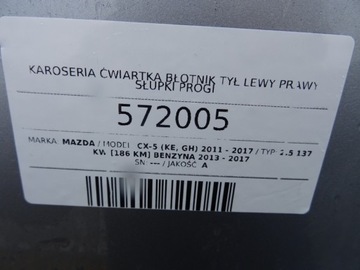 KAROSERIA ĆWIARTKA BŁOTNIK TYŁ LEWY PRAWY
SŁUPKI PROGI
572005
MARKA: MAZDA / MODEL: CX-5 (KE, GH) 2011 - 2017 / TYP: 2.5 137
KW [186 KM] BENZYNA 2013 - 2017
SN: --- / JAKOŚĆ: A